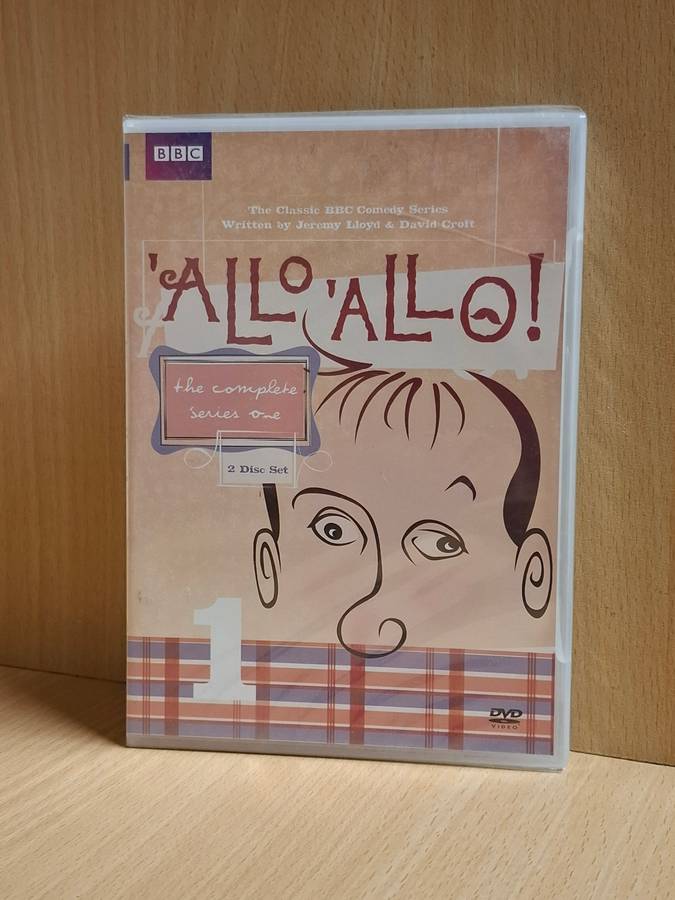 BBC
The Classic BBC Comedy Series
Written by Jeremy Lloyd & David Croft
'ALLO 'ALLO!
the complete
series one
2 Disc Set
1
DVD
VIDEO